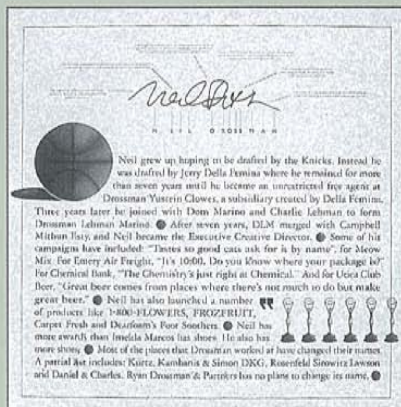 NEIL DROSSMAN
Neil grew up hoping to be drafted by the Knicks. Instead he
was drafted by Jerry Della Femina where he remained for more
than seven years until he became an unrestricted free agent at
Drossman Yustein Clowes, a subsidiary created by Della Femina.
Three years later he joined with Dom Marino and Charlie Lehman to form
Drossman Lehman Marino. After seven years, DLM merged with Campbell
Mithun Esty, and Neil became the Executive Creative Director. Some of his
campaigns have included: "Tastes so good cats ask for it by name", for Meow
Mix. For Emery Air Freight, "It's 10:00. Do you know where your package is?"
For Chemical Bank, "The Chemistry's just right at Chemical." And for Utica Club
Beer, "Great beer comes from places where there's not much to do but make
great beer." Neil has also launched a number
of products like 1-800-FLOWERS, FROZFRUIT,
Carpet Fresh and Dearfoam's Foot Soothers. Neil has
more awards than Imelda Marcos has shoes. He also has
more shoes. Most of the places that Drossman worked at have changed their names.
A partial list includes: Kurtz, Kambanis & Simon DKG, Rosenfeld Sirowitz Lawson
and Daniel & Charles. Ryan Drossman & Partners has no plans to change its name.